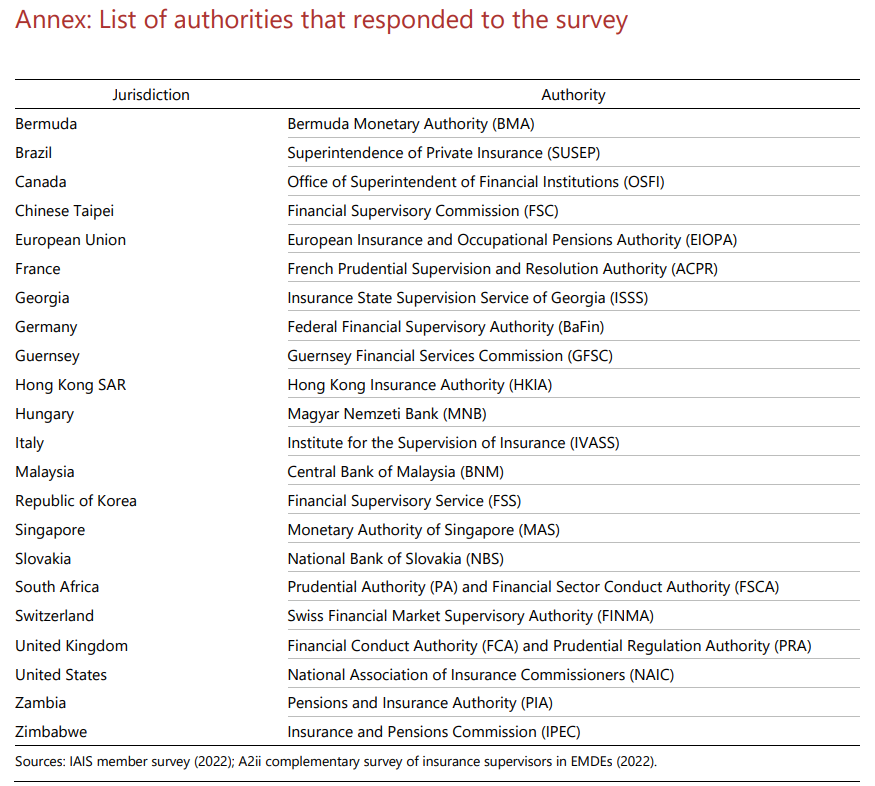 Annex: List of authorities that responded to the survey
Jurisdiction Authority
Bermuda Bermuda Monetary Authority (BMA)
Brazil Superintendence of Private Insurance (SUSEP)
Canada Office of Superintendent of Financial Institutions (OSFI)
Chinese Taipei Financial Supervisory Commission (FSC)
European Union European Insurance and Occupational Pensions Authority (EIOPA)
France French Prudential Supervision and Resolution Authority (ACPR)
Georgia Insurance State Supervision Service of Georgia (ISSS)
Germany Federal Financial Supervisory Authority (BaFin)
Guernsey Guernsey Financial Services Commission (GFSC)
Hong Kong SAR Hong Kong Insurance Authority (HKIA)
Hungary Magyar Nemzeti Bank (MNB)
Italy Institute for the Supervision of Insurance (IVASS)
Malaysia Central Bank of Malaysia (BNM)
Republic of Korea Financial Supervisory Service (FSS)
Singapore Monetary Authority of Singapore (MAS)
Slovakia National Bank of Slovakia (NBS)
South Africa Prudential Authority (PA) and Financial Sector Conduct Authority (FSCA)
Switzerland Swiss Financial Market Supervisory Authority (FINMA)
United Kingdom Financial Conduct Authority (FCA) and Prudential Regulation Authority (PRA)
United States National Association of Insurance Commissioners (NAIC)
Zambia Pensions and Insurance Authority (PIA)
Zimbabwe Insurance and Pensions Commission (IPEC)
Sources: IAIS member survey (2022); A2ii complementary survey of insurance supervisors in EMDEs (2022).